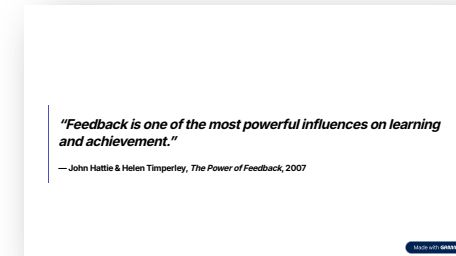 “Feedback is one of the most powerful influences on learning
and achievement.”
— John Hattie & Helen Timperley, The Power of Feedback, 2007
Made with